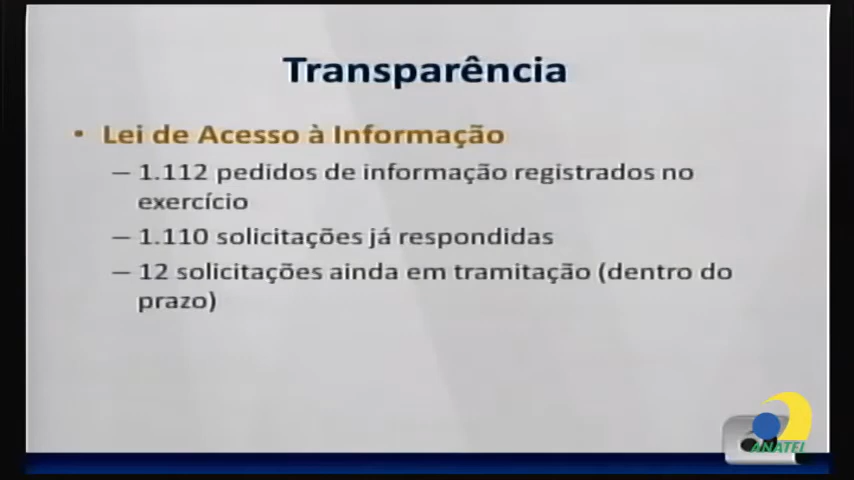 Transparência
• Lei de Acesso à Informação
– 1.112 pedidos de informação registrados no
exercício
– 1.110 solicitações já respondidas
– 12 solicitações ainda em tramitação (dentro do
prazo)
ANATEL